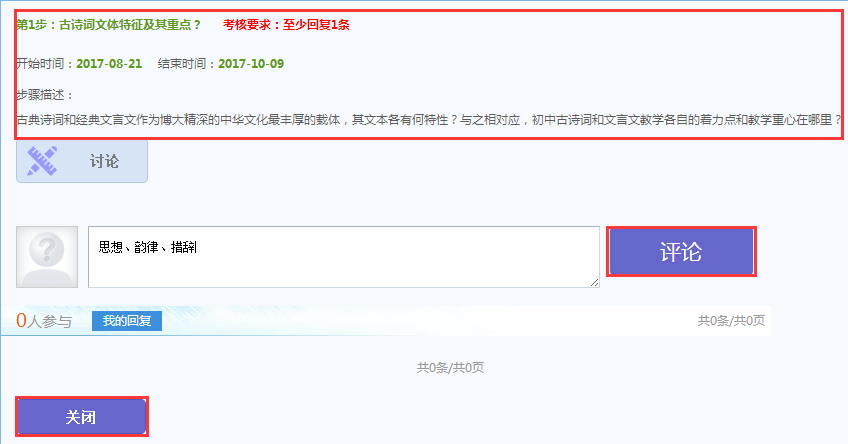 第1步：古诗词文体特征及其重点？ 考核要求：至少回复1条
开始时间：2017-08-21 结束时间：2017-10-09
步骤描述：
古典诗词和经典文言文作为博大精深的中华文化最丰厚的载体，其文本各有何特性？与之相对应，初中古诗词和文言文教学各自的着力点和教学重心在哪里？
讨论
思想、韵律、措辞
评论
0人参与 我的回复 共0条/共0页
共0条/共0页
关闭